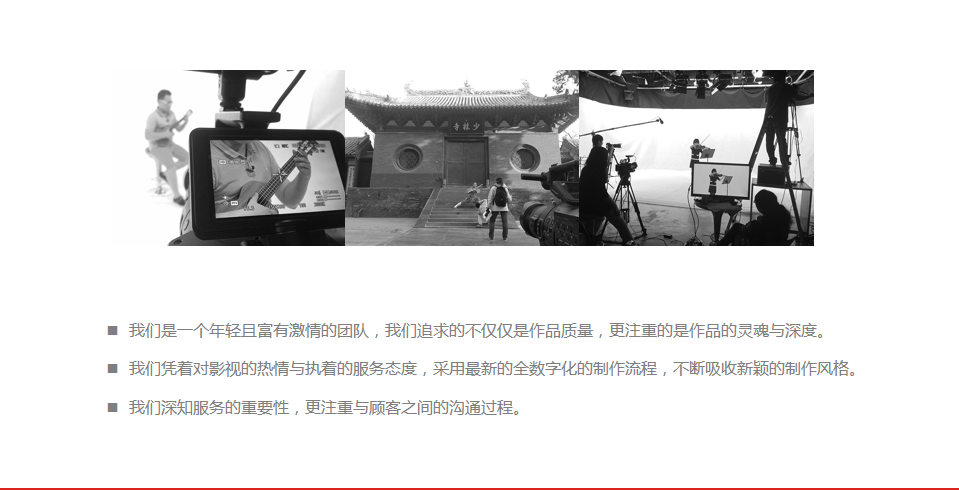 寺林少
■ 我们是一个年轻且富有激情的团队，我们追求的不仅仅是作品质量，更注重的是作品的灵魂与深度。
■ 我们凭着对影视的热情与执着的服务态度，采用最新的全数字化的制作流程，不断吸收新颖的制作风格。
■ 我们深知服务的重要性，更注重与顾客之间的沟通过程。